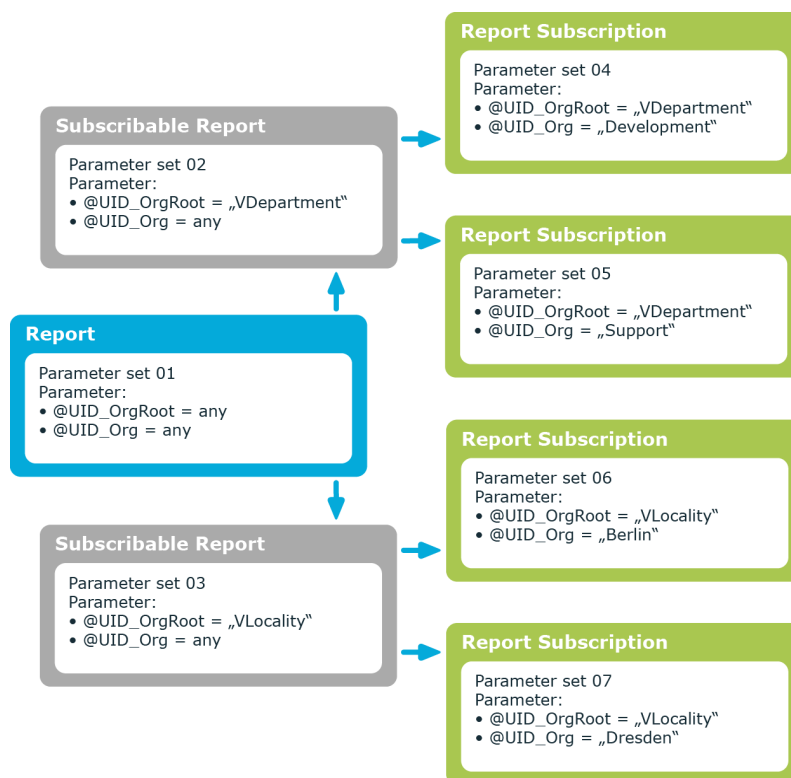 Report Subscription
Parameter set 04
Parameter:
• @UID_OrgRoot = „VDepartment“
• @UID_Org = „Development“
Subscribable Report
Parameter set 02
Parameter:
• @UID_OrgRoot = „VDepartment“
• @UID_Org = any
Report Subscription
Parameter set 05
Parameter:
• @UID_OrgRoot = „VDepartment“
• @UID_Org = „Support“
Report
Parameter set 01
Parameter:
• @UID_OrgRoot = any
• @UID_Org = any
Report Subscription
Parameter set 06
Parameter:
• @UID_OrgRoot = „VLocality“
• @UID_Org = „Berlin“
Subscribable Report
Parameter set 03
Parameter:
• @UID_OrgRoot = „VLocality“
• @UID_Org = any
Report Subscription
Parameter set 07
Parameter:
• @UID_OrgRoot = „VLocality“
• @UID_Org = „Dresden“